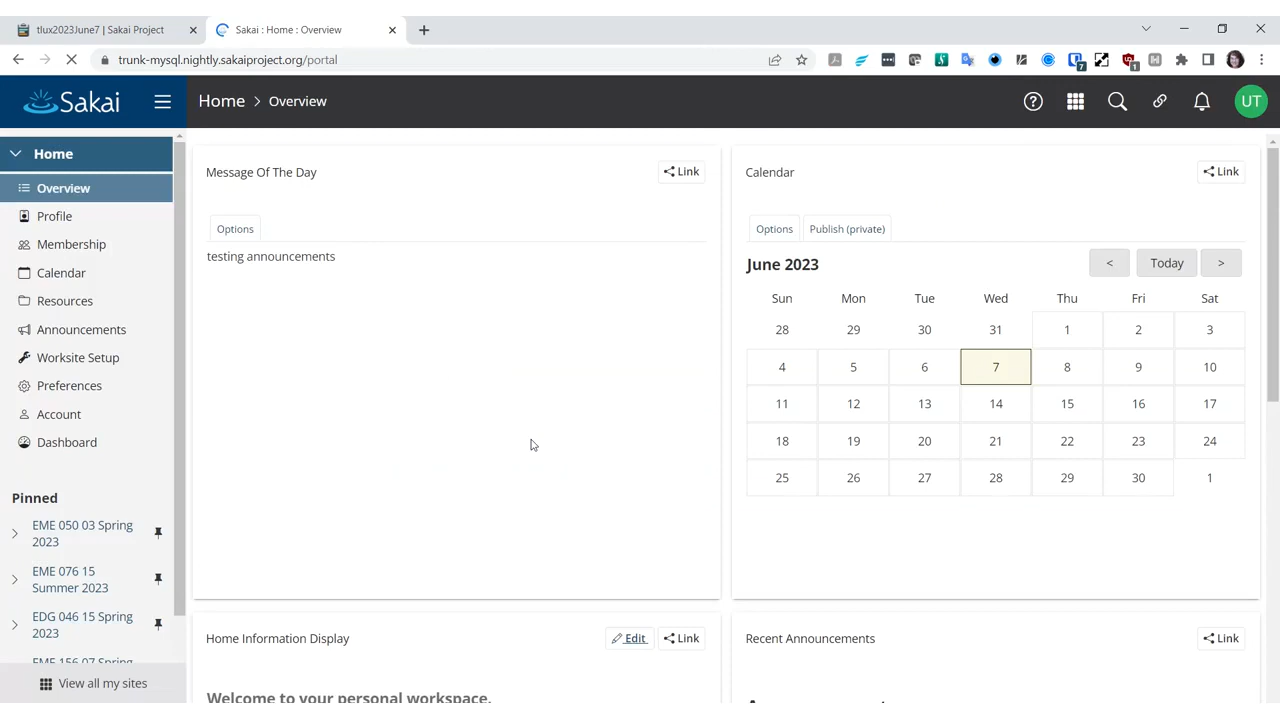 tlux2023June7 | Sakai Project
Sakai : Home : Overview
trunk-mysql.nightly.sakaiproject.org/portal
7
1
Sakai
Home > Overview
UT
Home
Overview
Profile
Membership
Calendar
Resources
Announcements
Worksite Setup
Preferences
Account
Dashboard
Pinned
EME 050 03 Spring
2023
EME 076 15
Summer 2023
EDG 046 15 Spring
2023
EME 156 07 Spring
View all my sites
Message Of The Day
Link
Options
testing announcements
Calendar
Link
Options
Publish (private)
June 2023
< Today >
Sun Mon Tue Wed Thu Fri Sat
28 29 30 31 1 2 3
4 5 6 7 8 9 10
11 12 13 14 15 16 17
18 19 20 21 22 23 24
25 26 27 28 29 30 1
Home Information Display
Edit
Link
Welcome to your personal workspace.
Recent Announcements
Link